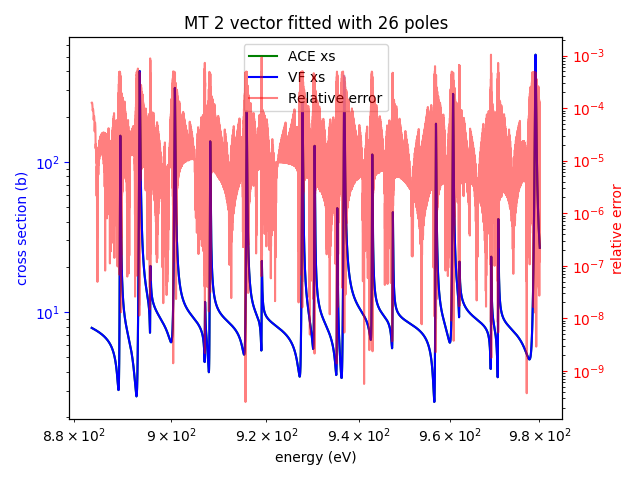 MT 2 vector fitted with 26 poles
ACE xs
VF xs
Relative error
cross section (b)
10²
10¹
10⁻³
10⁻⁴
10⁻⁵
10⁻⁶
10⁻⁷
10⁻⁸
10⁻⁹
relative error
8.8 × 10² 9 × 10² 9.2 × 10² 9.4 × 10² 9.6 × 10² 9.8 × 10²
energy (eV)